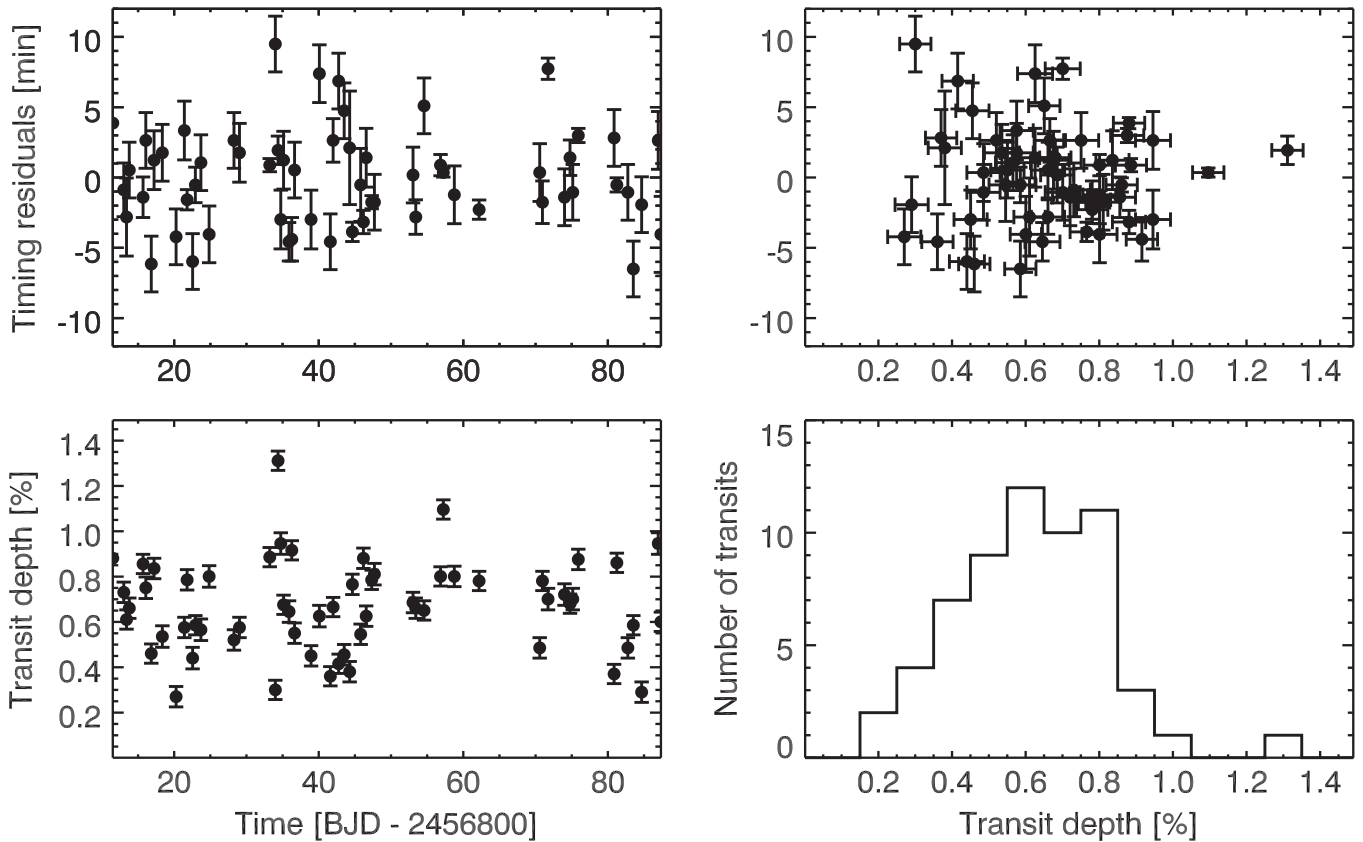 Timing residuals [min]
10
5
0
-5
-10
20 40 60 80
10
5
0
-5
-10
0.2 0.4 0.6 0.8 1.0 1.2 1.4
Transit depth [%]
1.4
1.2
1.0
0.8
0.6
0.4
0.2
20 40 60 80
Time [BJD - 2456800]
Number of transits
15
10
5
0
0.2 0.4 0.6 0.8 1.0 1.2 1.4
Transit depth [%]